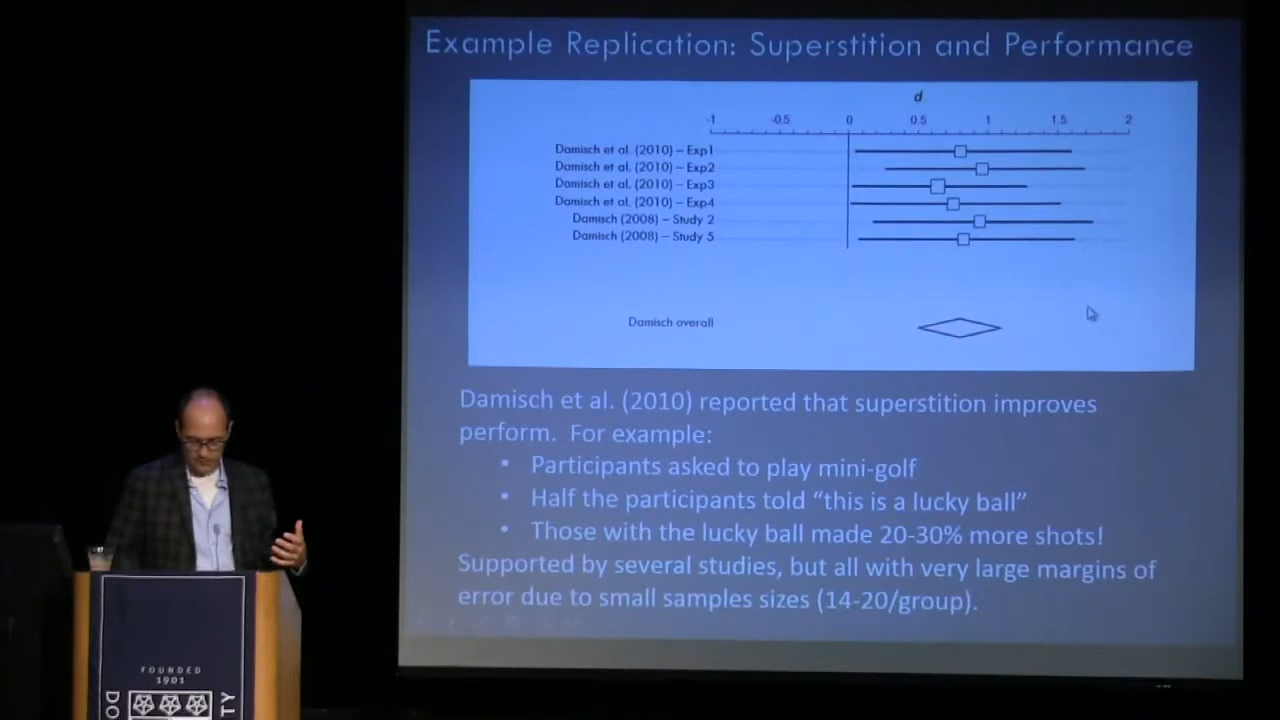 Example Replication: Superstition and Performance
d
-1 -0.5 0 0.5 1 1.5 2
Damisch et al. (2010) – Exp1
Damisch et al. (2010) – Exp2
Damisch et al. (2010) – Exp3
Damisch et al. (2010) – Exp4
Damisch (2008) – Study 2
Damisch (2008) – Study 5
Damisch overall
Damisch et al. (2010) reported that superstition improves
perform. For example:
• Participants asked to play mini-golf
• Half the participants told “this is a lucky ball”
• Those with the lucky ball made 20-30% more shots!
Supported by several studies, but all with very large margins of
error due to small samples sizes (14-20/group).
FOUNDED
1901
DO
TY